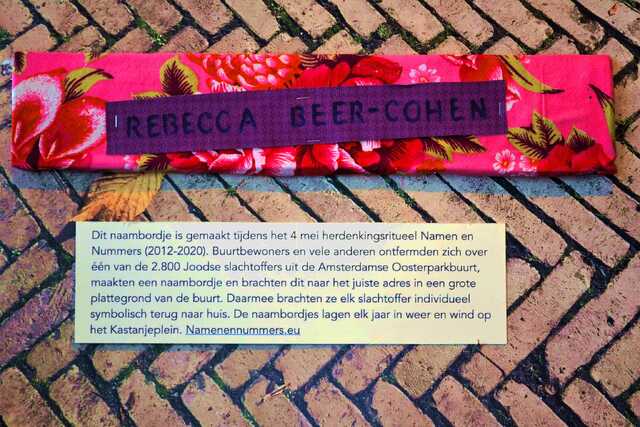 REBECCA BEER-COHEN
Dit naambordje is gemaakt tijdens het 4 mei herdenkingsritueel Namen en
Nummers (2012-2020). Buurtbewoners en vele anderen ontfermden zich over
één van de 2.800 Joodse slachtoffers uit de Amsterdamse Oosterparkbuurt,
maakten een naambordje en brachten dit naar het juiste adres in een grote
plattegrond van de buurt. Daarmee brachten ze elk slachtoffer individueel
symbolisch terug naar huis. De naambordjes lagen elk jaar in weer en wind op
het Kastanjeplein. Namenennummers.eu